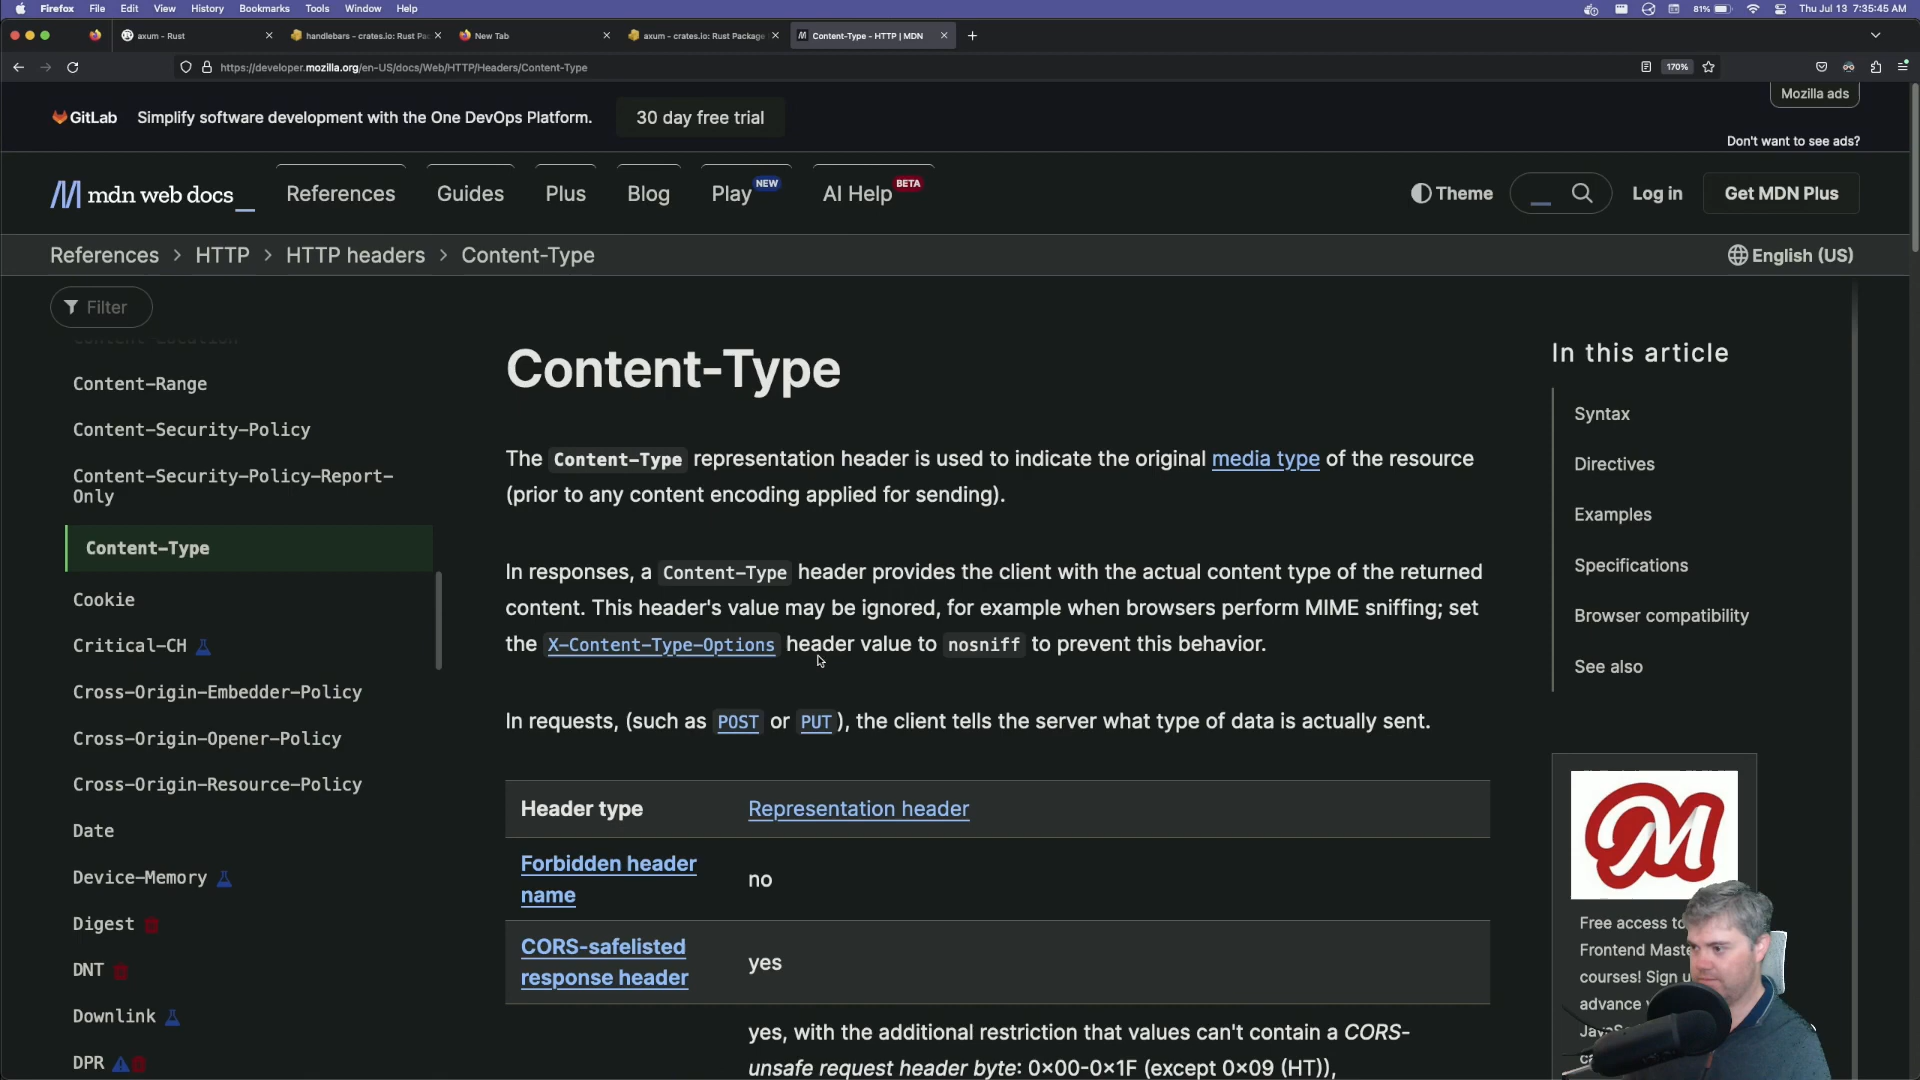 Firefox File Edit View History Bookmarks Tools Window Help
81% Thu Jul 13 7:35:45 AM
axum - Rust
handlebars - crates.io: Rust Pac
New Tab
axum - crates.io: Rust Package
Content-Type - HTTP | MDN
https://developer.mozilla.org/en-US/docs/Web/HTTP/Headers/Content-Type
170%
GitLab
Simplify software development with the One DevOps Platform.
30 day free trial
Mozilla ads
Don't want to see ads?
mdn web docs_
References
Guides
Plus
Blog
Play NEW
AI Help BETA
Theme
Log in
Get MDN Plus
References > HTTP > HTTP headers > Content-Type
English (US)
Filter
Content-Location
Content-Range
Content-Security-Policy
Content-Security-Policy-Report-
Only
Content-Type
Cookie
Critical-CH
Cross-Origin-Embedder-Policy
Cross-Origin-Opener-Policy
Cross-Origin-Resource-Policy
Date
Device-Memory
Digest
DNT
Downlink
DPR
Content-Type
The Content-Type representation header is used to indicate the original media type of the resource
(prior to any content encoding applied for sending).
In responses, a Content-Type header provides the client with the actual content type of the returned
content. This header's value may be ignored, for example when browsers perform MIME sniffing; set
the X-Content-Type-Options header value to nosniff to prevent this behavior.
In requests, (such as POST or PUT), the client tells the server what type of data is actually sent.
Header type
Representation header
Forbidden header
name
no
CORS-safelisted
response header
yes
yes, with the additional restriction that values can't contain a CORS-
unsafe request header byte: 0x00-0x1F (except 0x09 (HT)),
In this article
Syntax
Directives
Examples
Specifications
Browser compatibility
See also
M
Free access to
Frontend Maste
courses! Sign u
advance
JavaS